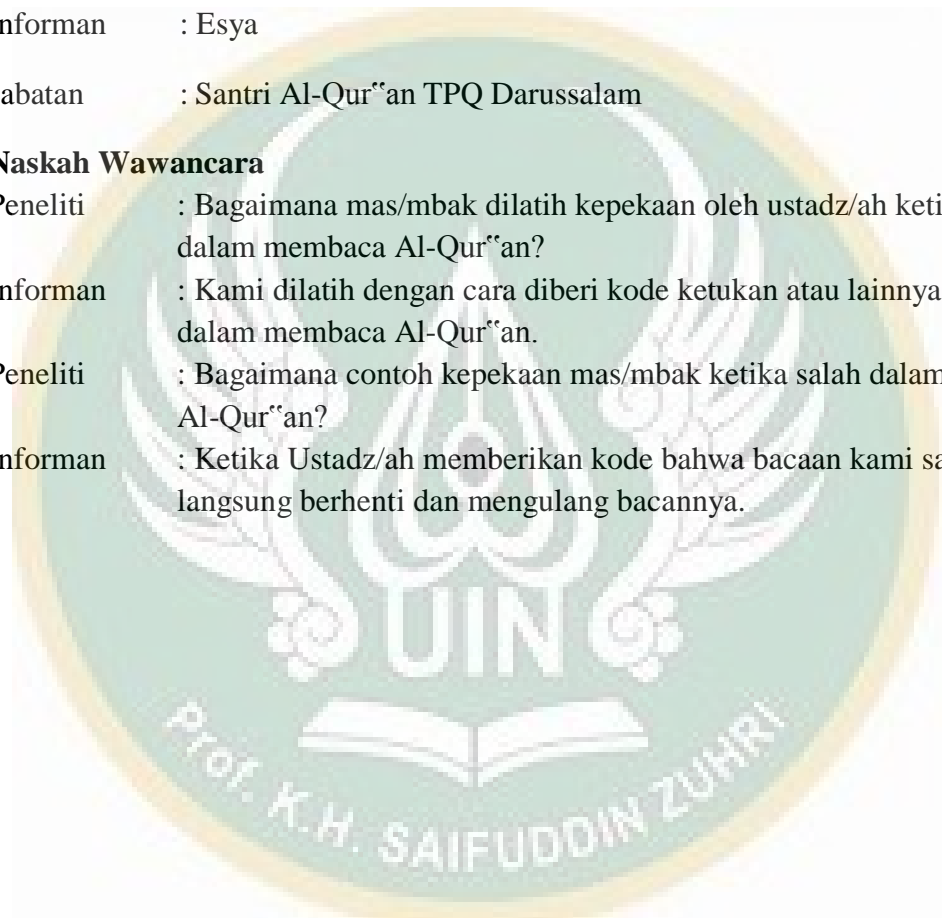 nforman : Esya
abatan : Santri Al-Qur‟an TPQ Darussalam
Naskah Wawancara
Peneliti : Bagaimana mas/mbak dilatih kepekaan oleh ustadz/ah keti
dalam membaca Al-Qur‟an?
nforman : Kami dilatih dengan cara diberi kode ketukan atau lainnya
dalam membaca Al-Qur‟an.
Peneliti : Bagaimana contoh kepekaan mas/mbak ketika salah dalam
Al-Qur‟an?
nforman : Ketika Ustadz/ah memberikan kode bahwa bacaan kami sa
langsung berhenti dan mengulang bacannya.
UIN
Prof. K.H. SAIFUDDIN ZUHRI